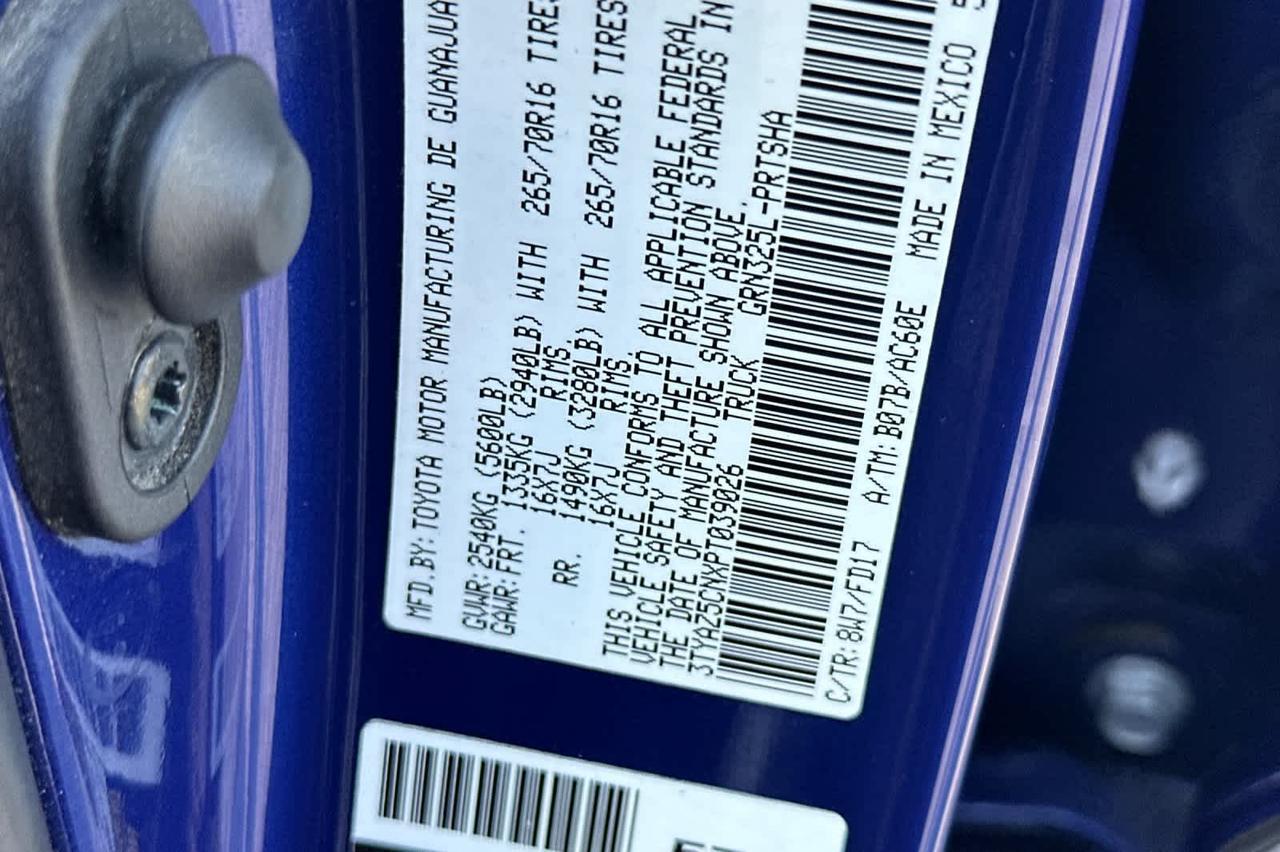 MFD.BY:TOYOTA MOTOR MANUFACTURING DE GUANAJUA
GVWR:2540KG (5600LB)
GAWR:FRT. 1335KG (2940LB) WITH 265/70R16 TIRES
16X7J RIMS,
RR. 1490KG (3280LB) WITH 265/70R16 TIRES
16X7J RIMS.
THIS VEHICLE CONFORMS TO ALL APPLICABLE FEDERAL
VEHICLE SAFETY AND THEFT PREVENTION STANDARDS IN
THE DATE OF MANUFACTURE SHOWN ABOVE.
3TYAZ5CNXPT039026 TRUCK GRN325L-PRTSHA
C/TR:8W7/FD17 A/TM:B07B/AC60E MADE IN MEXICO